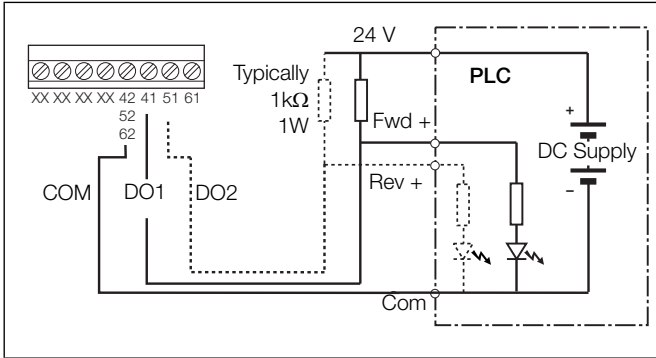 24 V
PLC
Typically
1kΩ
1W
XX XX XX XX 42 41 51 61
52
62
Fwd +
+
DC Supply
COM
DO1
DO2
Rev +
–
Com